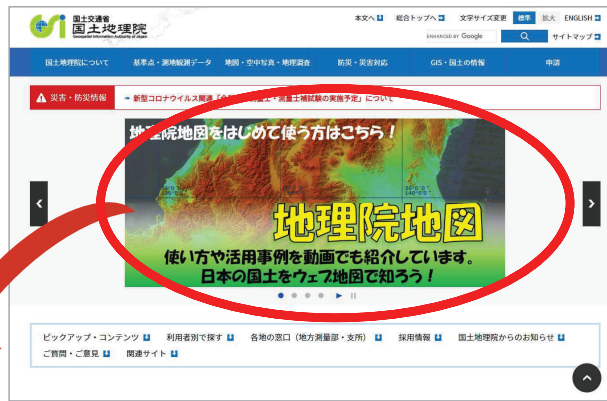 国土交通省
国土地理院
Geospatial Information Authority of Japan
本文へ 総合トップへ 文字サイズ変更 標準 拡大 ENGLISH
ENHANCED BY Google サイトマップ
国土地理院について 基準点・測地観測データ 地図・空中写真・地理調査 防災・災害対応 GIS・国土の情報 申請
災害・防災情報 新型コロナウイルス関連「 測量士・測量士補試験の実施予定」について
地理院地図をはじめて使う方はこちら！
地理院地図
使い方や活用事例を動画でも紹介しています。
日本の国土をウェブ地図で知ろう！
ピックアップ・コンテンツ 利用者別で探す 各地の窓口（地方測量部・支所） 採用情報 国土地理院からのお知らせ
ご質問・ご意見 関連サイト